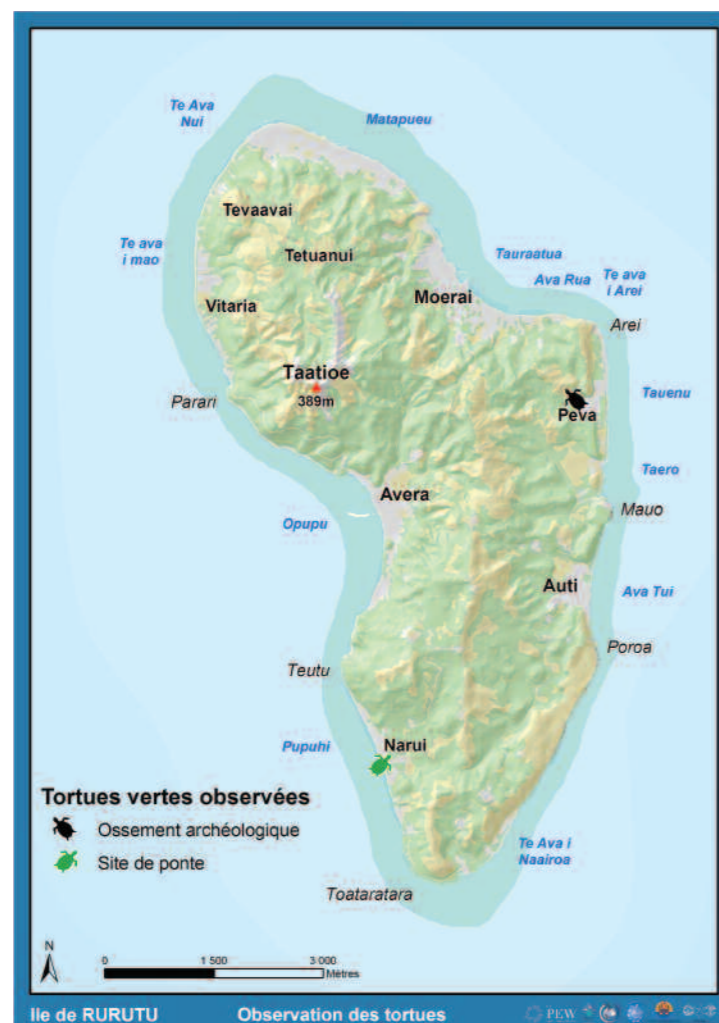 Te Ava
Nui
Matapueu
Tevaavai
Te ava
i mao
Tetuanui
Tauraatua
Ava Rua
Te ava
i Arei
Moerai
Vitaria
Arei
Taatioe
389m
Parari
Tauenu
Peva
Taero
Avera
Mauo
Opupu
Auti
Ava Tui
Poroa
Teutu
Pupuhi
Narui
Tortues vertes observées
Ossement archéologique
Site de ponte
Te Ava i
Naairoa
Toataratara
N
0 1 500 3 000
Mètres
Ile de RURUTU Observation des tortues PEW